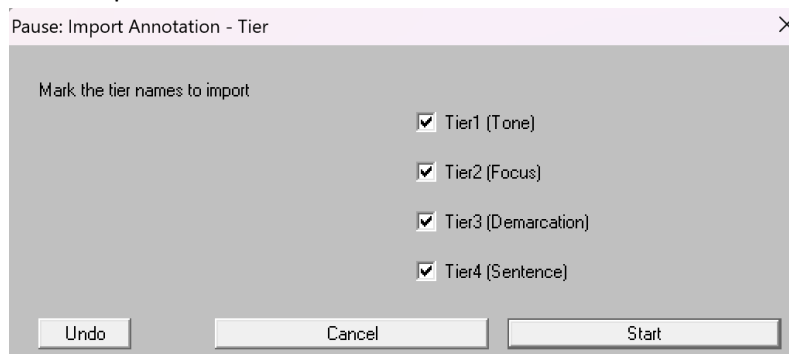 Pause: Import Annotation - Tier
Mark the tier names to import
Tier1 (Tone)
Tier2 (Focus)
Tier3 (Demarcation)
Tier4 (Sentence)
Undo Cancel Start